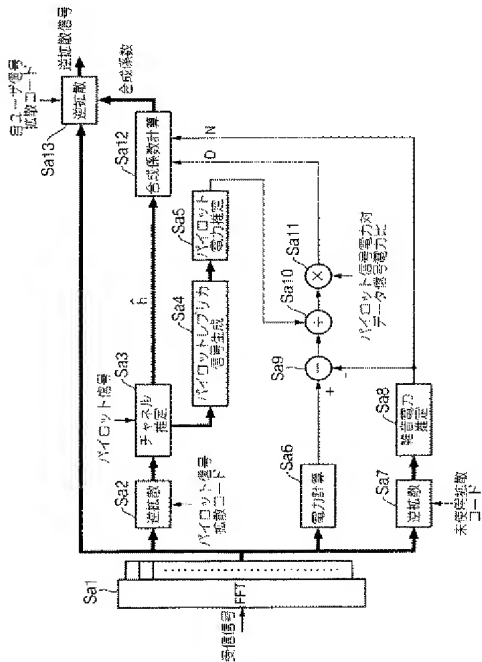 受信信号
Sa1
FFT
Sa2
逆拡散
パイロット信号
拡散コード
パイロット信号
Sa3
チャネル
推定
ĥ
Sa4
パイロットレプリカ
信号生成
Sa5
パイロット
電力推定
Sa6
電力計算
Sa7
逆拡散
未使用拡散
コード
Sa8
雑音電力
推定
Sa9
+
−
-
Sa10
÷
Sa11
×
パイロット信号電力対
データ信号電力比
D
N
Sa12
合成係数計算
合成係数
Sa13
逆拡散
各ユーザ信号
拡散コード
逆拡散信号